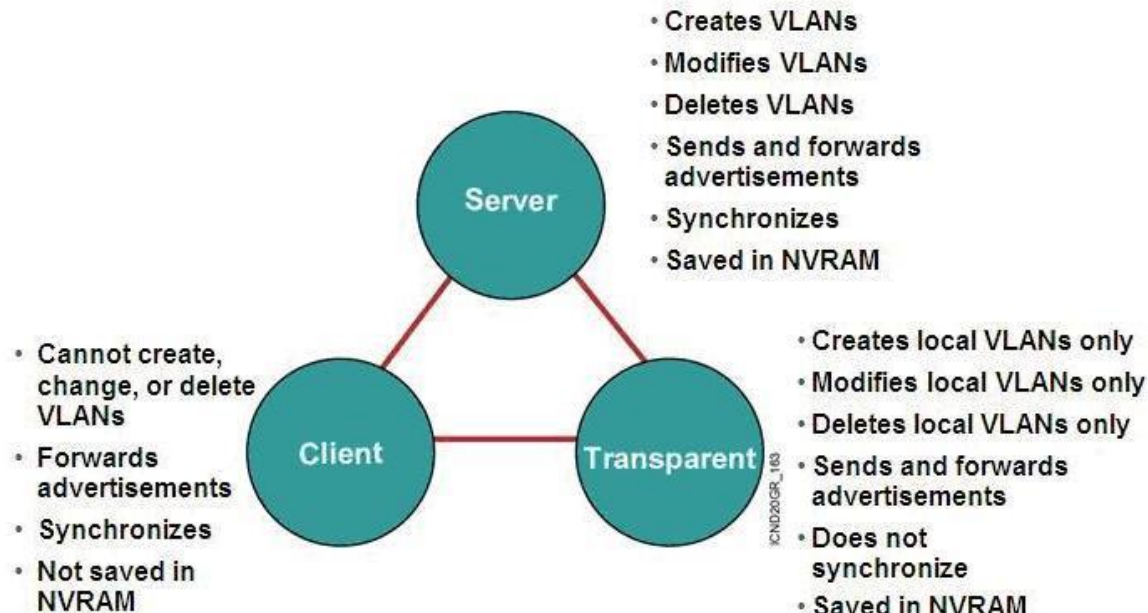 • Creates VLANs
• Modifies VLANs
• Deletes VLANs
• Sends and forwards
advertisements
• Synchronizes
• Saved in NVRAM
Server
• Cannot create,
change, or delete
VLANs
• Forwards
advertisements
• Synchronizes
• Not saved in
NVRAM
Client
Transparent
ICND20GR_163
• Creates local VLANs only
• Modifies local VLANs only
• Deletes local VLANs only
• Sends and forwards
advertisements
• Does not
synchronize
• Saved in NVRAM